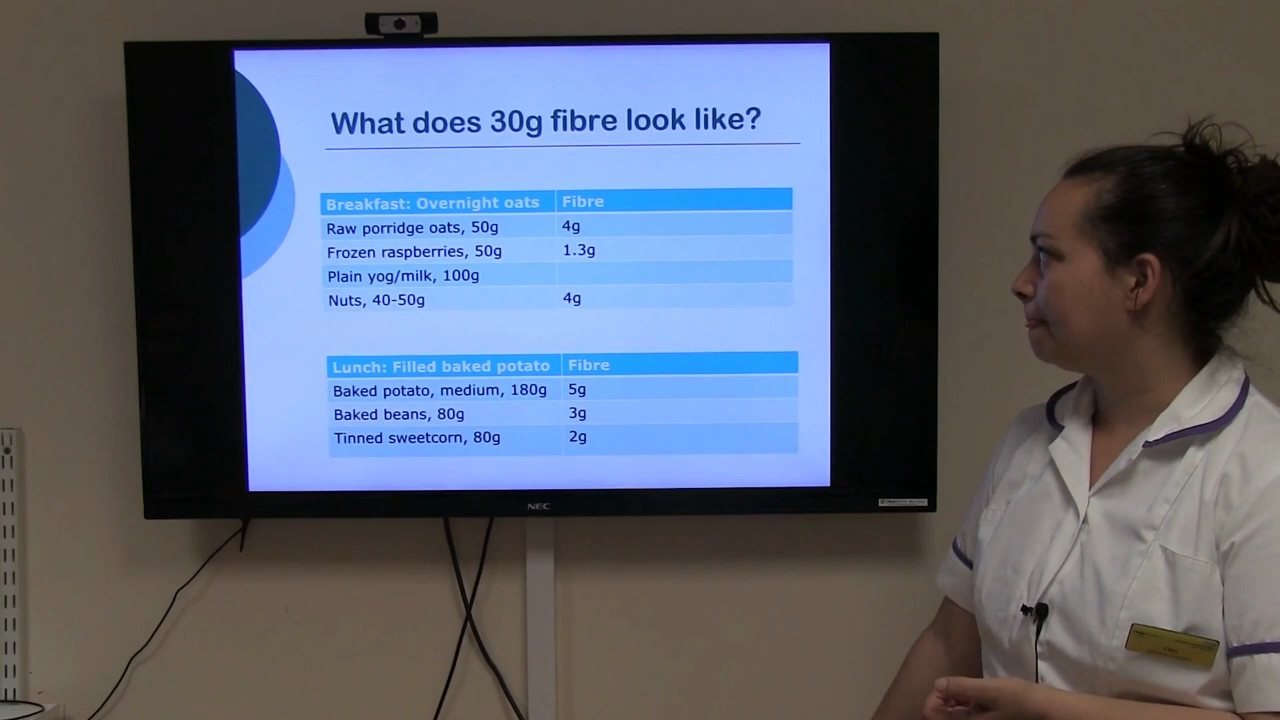 What does 30g fibre look like?
Breakfast: Overnight oats Fibre
Raw porridge oats, 50g 4g
Frozen raspberries, 50g 1.3g
Plain yog/milk, 100g
Nuts, 40-50g 4g
Lunch: Filled baked potato Fibre
Baked potato, medium, 180g 5g
Baked beans, 80g 3g
Tinned sweetcorn, 80g 2g
NEC